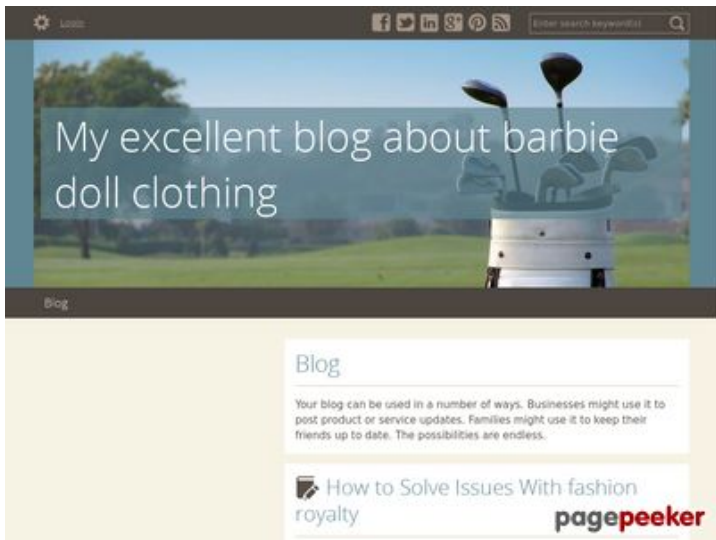 Login
Enter search keyword(s)
My excellent blog about barbie
doll clothing
Blog
Blog
Your blog can be used in a number of ways. Businesses might use it to
post product or service updates. Families might use it to keep their
friends up to date. The possibilities are endless.
How to Solve Issues With fashion
royalty
pagepeeker